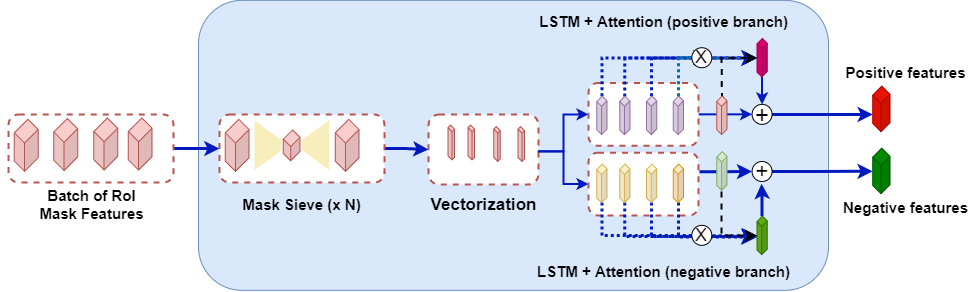 LSTM + Attention (positive branch)
X
Positive features
+
Batch of RoI
Mask Features
Mask Sieve (x N)
Vectorization
+
Negative features
X
LSTM + Attention (negative branch)